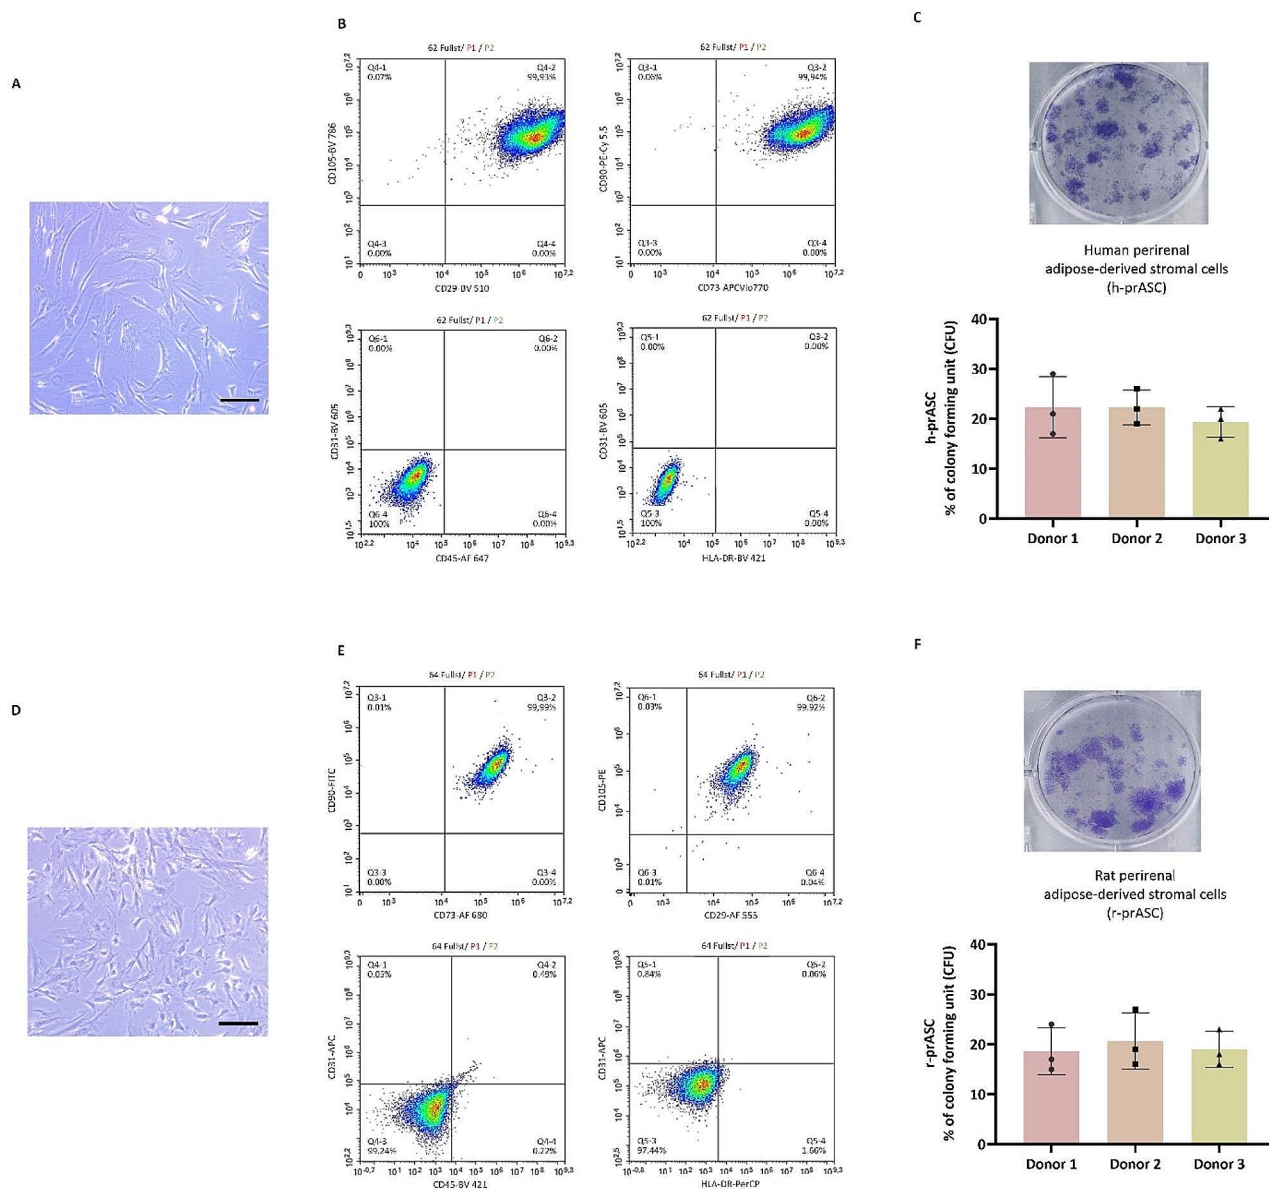 A
B
62 Fullst/ P1 / P2
Q4-1
0.07%
Q4-2
99,93%
Q4-3
0.00%
Q4-4
0.00%
CD105-BV 786
CD29-BV 510
62 Fullst/ P1 / P2
Q3-1
0.06%
Q3-2
99,94%
Q3-3
0.00%
Q3-4
0.00%
CD90-PE-Cy 5.5
CD73-APCVio770
62 Fullst/ P1 / P2
Q6-1
0.00%
Q6-2
0.00%
Q6-4
100%
Q6-4
0.00%
CD31-BV 605
CD45-AF 647
62 Fullst/ P1 / P2
Q5-1
0.00%
Q3-2
0.00%
Q5-3
100%
Q5-4
0.00%
CD31-BV 605
HLA-DR-BV 421
C
Human perirenal
adipose-derived stromal cells
(h-prASC)
h-prASC
% of colony forming unit (CFU)
40
30
20
10
0
Donor 1 Donor 2 Donor 3
D
E
64 Fullst/ P1 / P2
Q3-1
0.01%
Q3-2
99,99%
Q3-3
0.00%
Q3-4
0.00%
CD90-FITC
CD73-AF 680
64 Fullst/ P1 / P2
Q6-1
0.03%
Q6-2
99.92%
Q6-3
0.01%
Q6-4
0.04%
CD105-PE
CD29-AF 555
64 Fullst/ P1 / P2
Q4-1
0.05%
Q4-2
0.49%
Q4-3
99,24%
Q4-4
0.22%
CD31-APC
CD45-BV 421
64 Fullst/ P1 / P2
Q5-1
0.84%
Q5-2
0.06%
Q5-3
97.44%
Q5-4
1.66%
CD31-APC
HLA-DR-PerCP
F
Rat perirenal
adipose-derived stromal cells
(r-prASC)
r-prASC
% of colony forming unit (CFU)
40
30
20
10
0
Donor 1 Donor 2 Donor 3